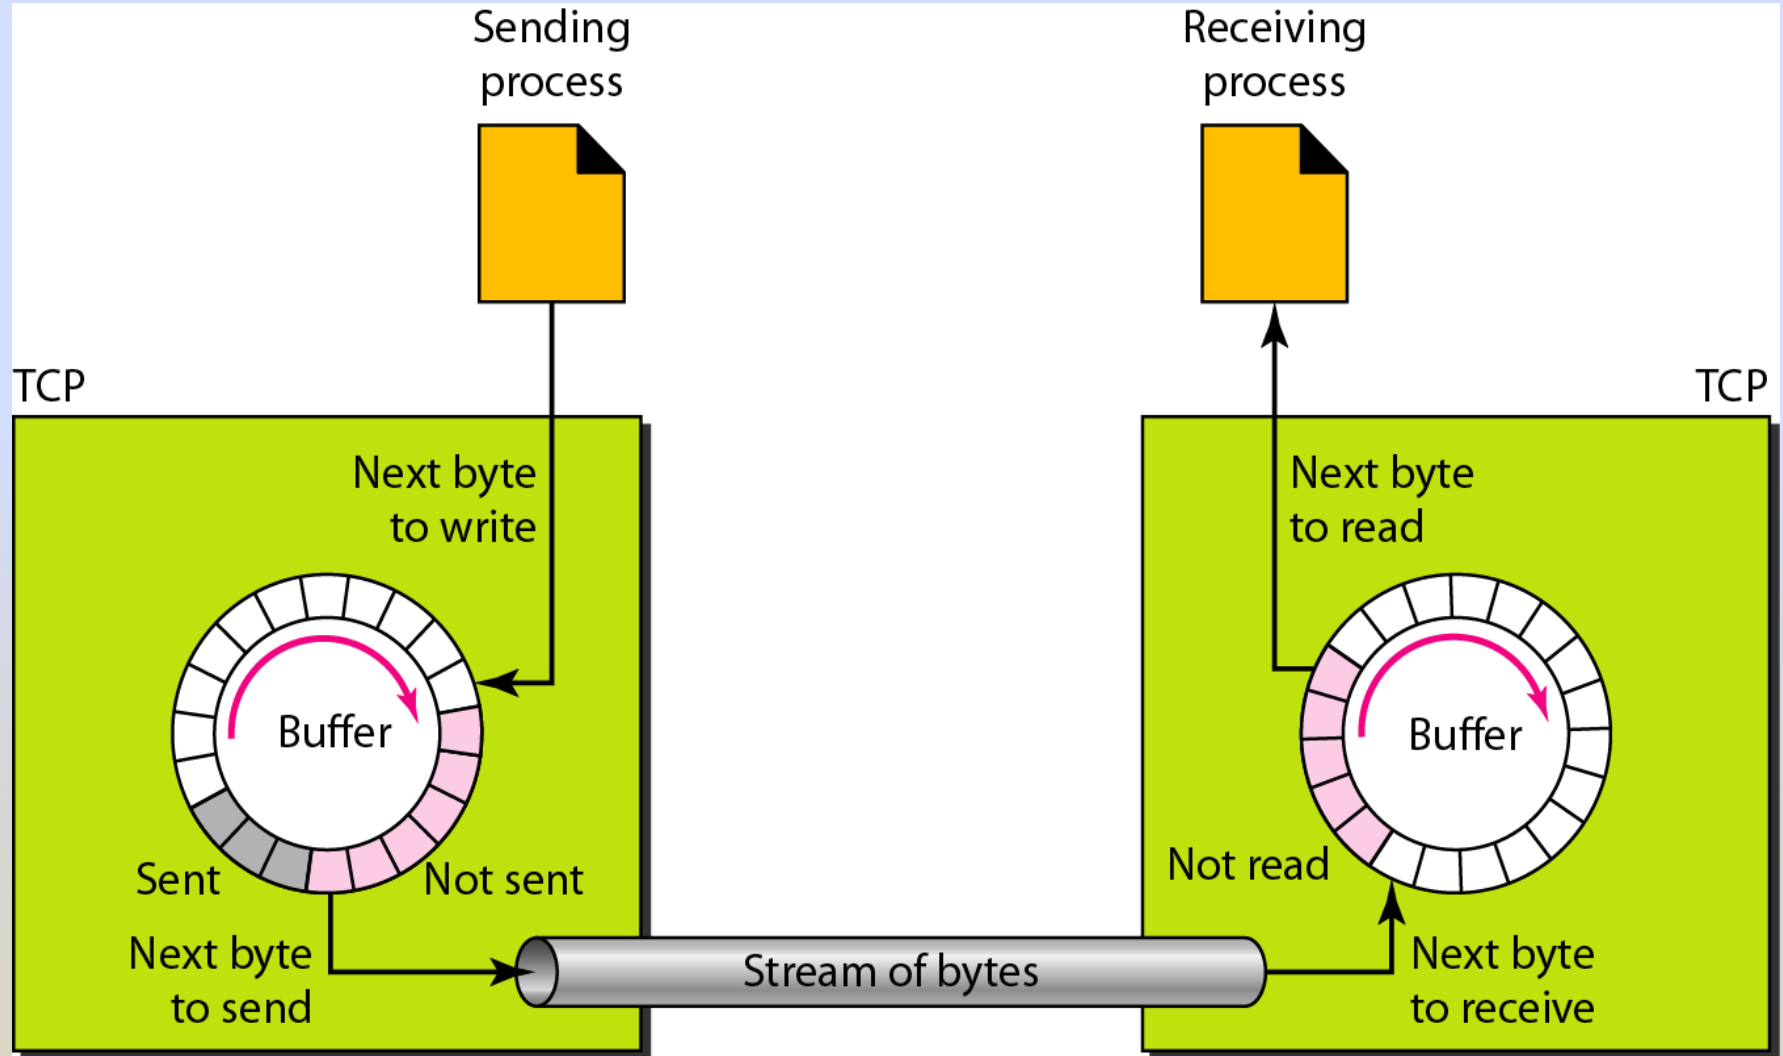 Sending
process
Receiving
process
TCP
TCP
Next byte
to write
Next byte
to read
Buffer
Buffer
Sent
Not sent
Not read
Next byte
to send
Stream of bytes
Next byte
to receive